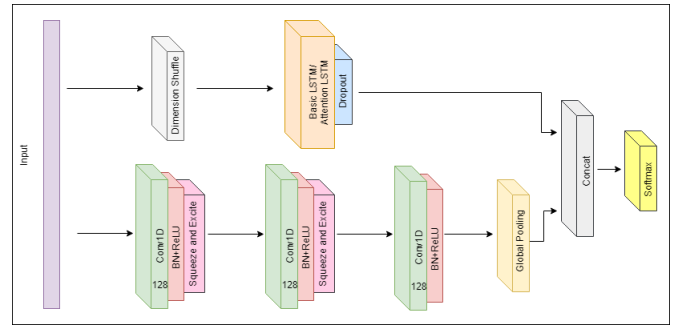 Input
Dimension Shuffle
Basic LSTM/
Attention LSTM
Dropout
Conv1D
128
BN+ReLU
Squeeze and Excite
Conv1D
128
BN+ReLU
Squeeze and Excite
Conv1D
128
BN+ReLU
Global Pooling
Concat
Softmax